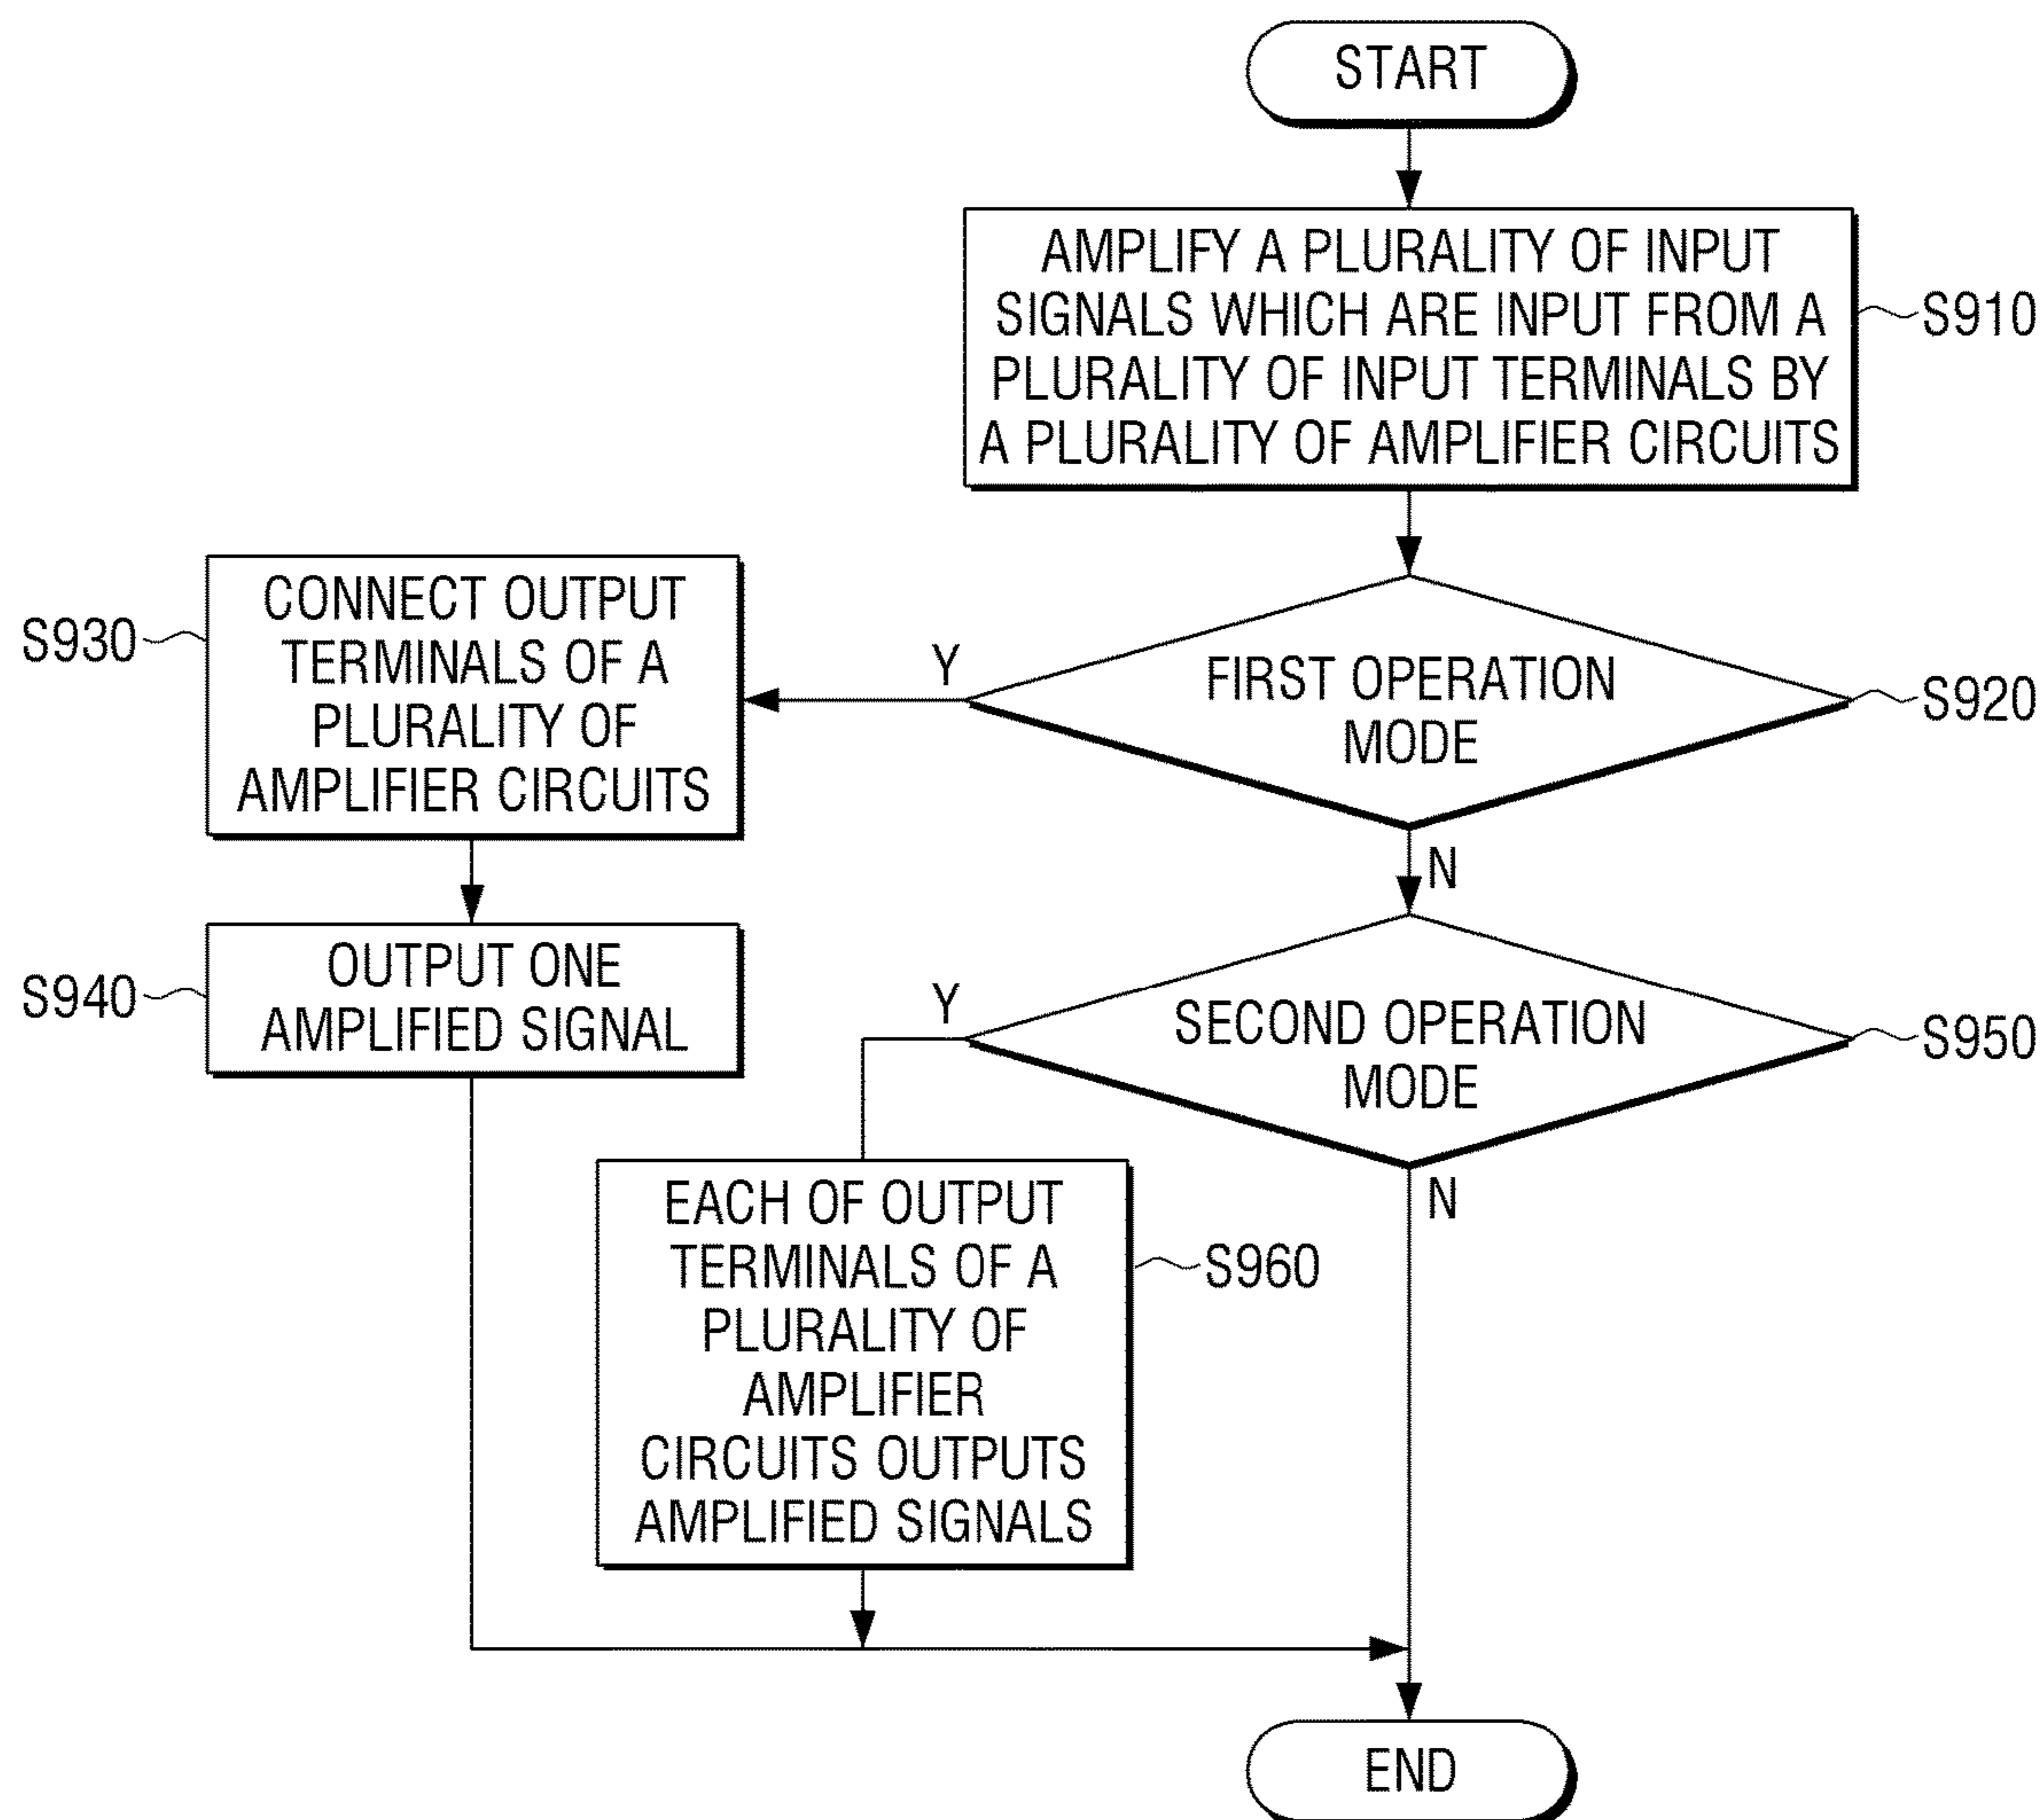 START
AMPLIFY A PLURALITY OF INPUT
SIGNALS WHICH ARE INPUT FROM A
PLURALITY OF INPUT TERMINALS BY
A PLURALITY OF AMPLIFIER CIRCUITS
S910
FIRST OPERATION
MODE
S920
Y
N
CONNECT OUTPUT
TERMINALS OF A
PLURALITY OF
AMPLIFIER CIRCUITS
S930
OUTPUT ONE
AMPLIFIED SIGNAL
S940
SECOND OPERATION
MODE
S950
Y
N
EACH OF OUTPUT
TERMINALS OF A
PLURALITY OF
AMPLIFIER
CIRCUITS OUTPUTS
AMPLIFIED SIGNALS
S960
END